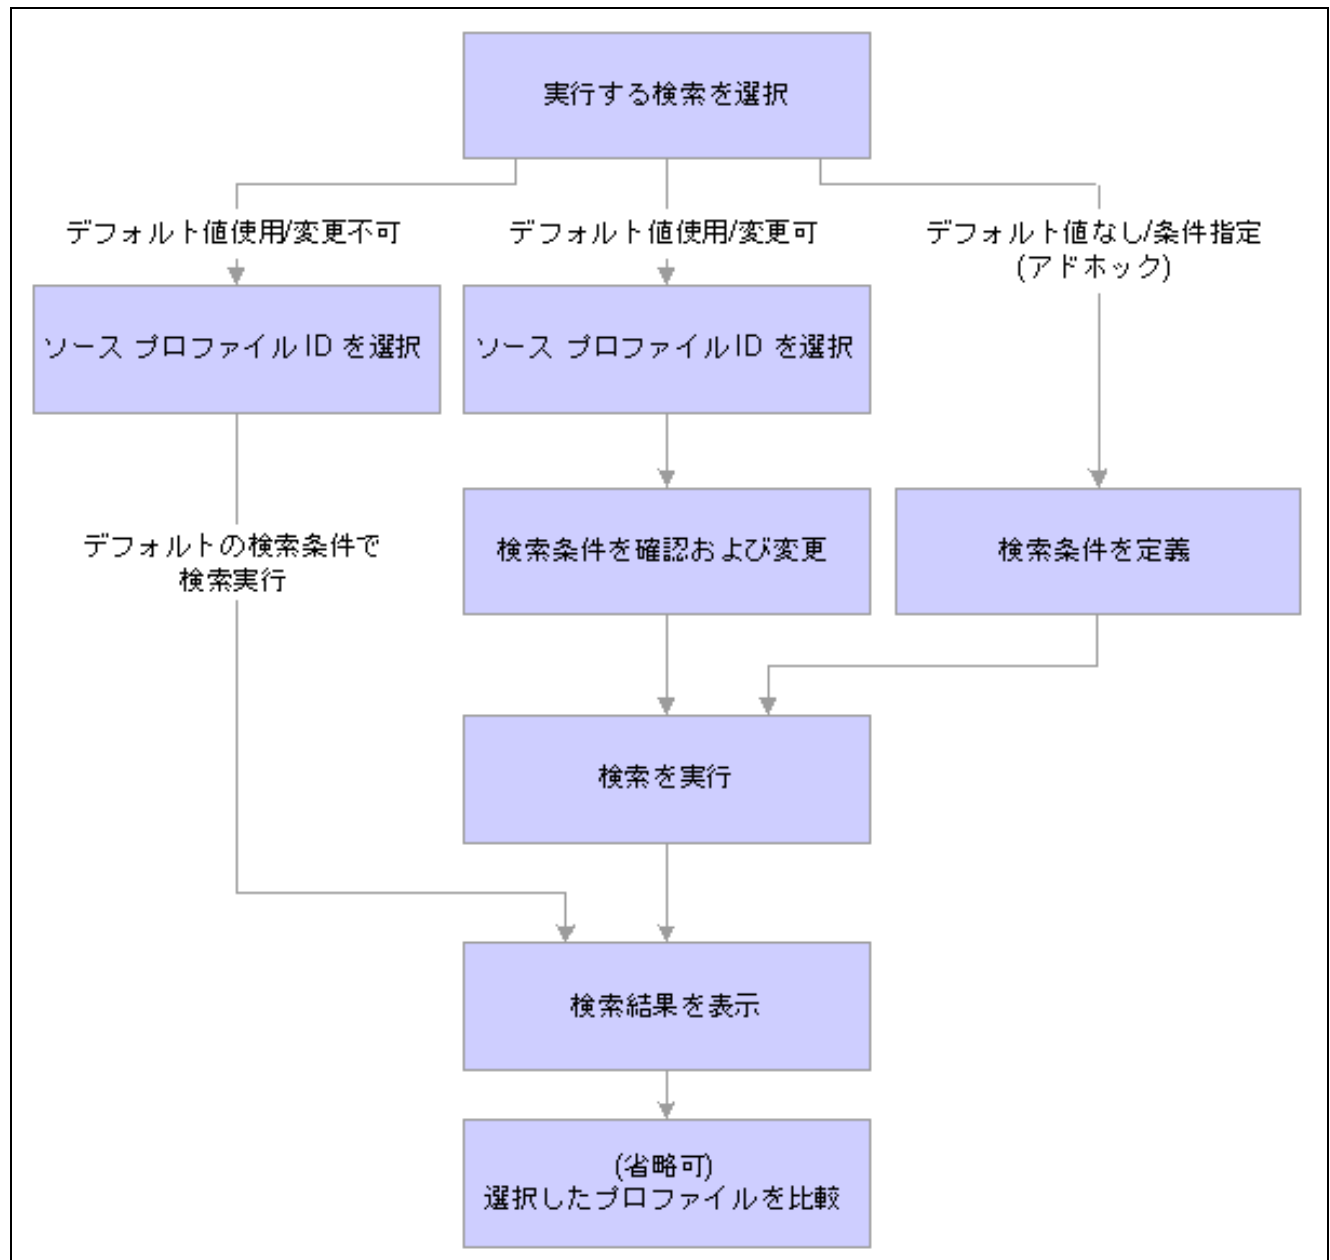 実行する検索を選択
デフォルト値使用/変更不可
デフォルト値使用/変更可
デフォルト値なし/条件指定
(アドホック)
ソース プロファイル ID を選択
ソース プロファイル ID を選択
デフォルトの検索条件で
検索実行
検索条件を確認および変更
検索条件を定義
検索を実行
検索結果を表示
(省略可)
選択したプロファイルを比較